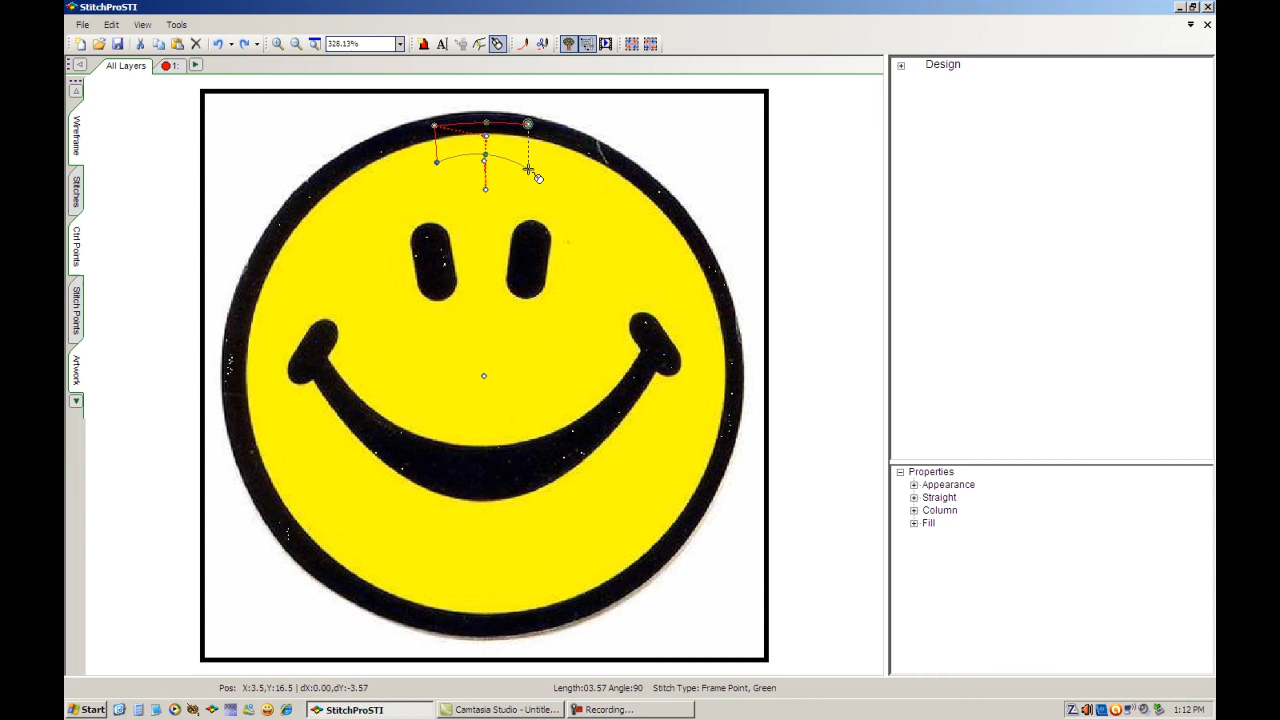 StitchProSTI
File Edit View Tools
328.13%
All Layers 1:
Wireframe
Stitches
Ctrl Points
Stitch Points
Artwork
Design
Properties
Appearance
Straight
Column
Fill
Pos: X:3.5,Y:16.5 | dX:0.00,dY:-3.57 Length:03.57 Angle:90 Stitch Type: Frame Point, Green
Start StitchProSTI Camtasia Studio - Untitle... Recording... 1:12 PM